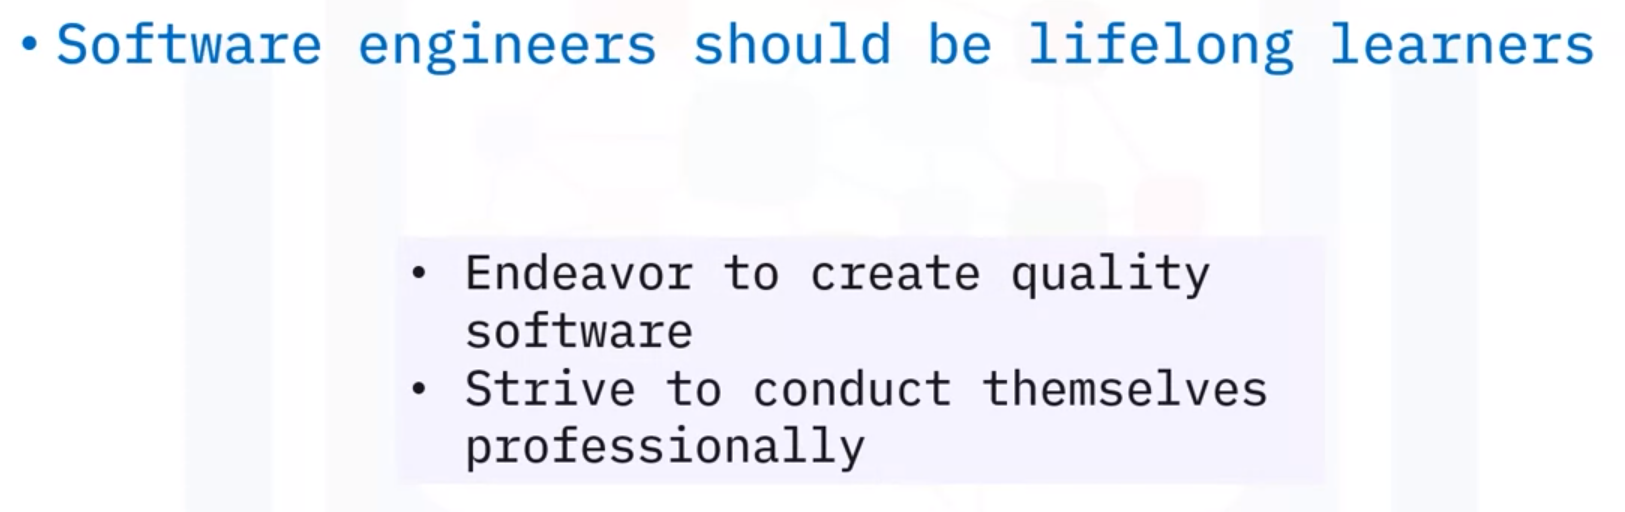 • Software engineers should be lifelong learners
• Endeavor to create quality
software
• Strive to conduct themselves
professionally